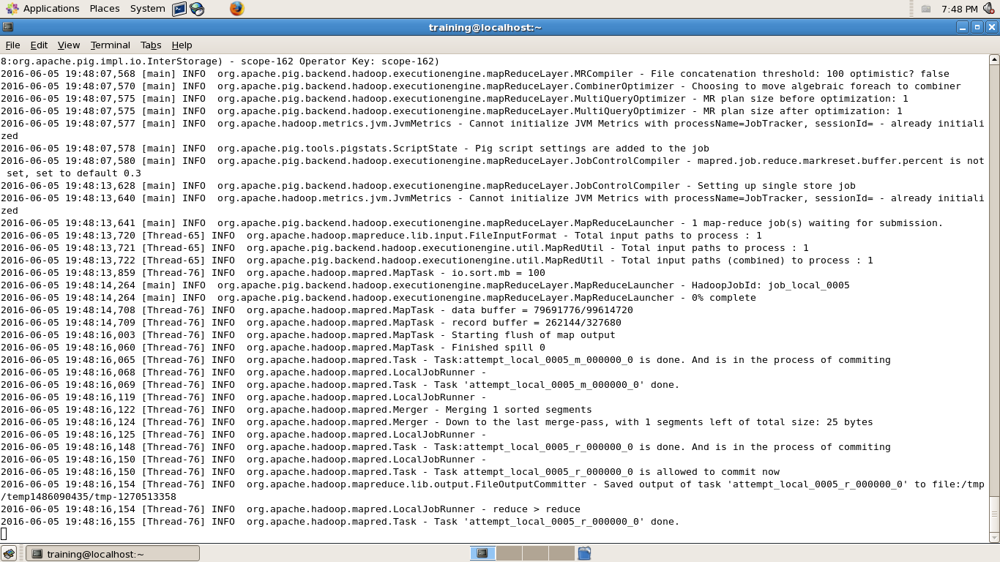 Applications Places System 7:48 PM
training@localhost:~
File Edit View Terminal Tabs Help
8:org.apache.pig.impl.io.InterStorage) - scope-162 Operator Key: scope-162)
2016-06-05 19:48:07,568 [main] INFO  org.apache.pig.backend.hadoop.executionengine.mapReduceLayer.MRCompiler - File concatenation threshold: 100 optimistic? false
2016-06-05 19:48:07,570 [main] INFO  org.apache.pig.backend.hadoop.executionengine.mapReduceLayer.CombinerOptimizer - Choosing to move algebraic foreach to combiner
2016-06-05 19:48:07,575 [main] INFO  org.apache.pig.backend.hadoop.executionengine.mapReduceLayer.MultiQueryOptimizer - MR plan size before optimization: 1
2016-06-05 19:48:07,575 [main] INFO  org.apache.pig.backend.hadoop.executionengine.mapReduceLayer.MultiQueryOptimizer - MR plan size after optimization: 1
2016-06-05 19:48:07,577 [main] INFO  org.apache.hadoop.metrics.jvm.JvmMetrics - Cannot initialize JVM Metrics with processName=JobTracker, sessionId= - already initiali
zed
2016-06-05 19:48:07,578 [main] INFO  org.apache.pig.tools.pigstats.ScriptState - Pig script settings are added to the job
2016-06-05 19:48:07,580 [main] INFO  org.apache.pig.backend.hadoop.executionengine.mapReduceLayer.JobControlCompiler - mapred.job.reduce.markreset.buffer.percent is not
 set, set to default 0.3
2016-06-05 19:48:13,628 [main] INFO  org.apache.pig.backend.hadoop.executionengine.mapReduceLayer.JobControlCompiler - Setting up single store job
2016-06-05 19:48:13,640 [main] INFO  org.apache.hadoop.metrics.jvm.JvmMetrics - Cannot initialize JVM Metrics with processName=JobTracker, sessionId= - already initiali
zed
2016-06-05 19:48:13,641 [main] INFO  org.apache.pig.backend.hadoop.executionengine.mapReduceLayer.MapReduceLauncher - 1 map-reduce job(s) waiting for submission.
2016-06-05 19:48:13,720 [Thread-65] INFO  org.apache.hadoop.mapreduce.lib.input.FileInputFormat - Total input paths to process : 1
2016-06-05 19:48:13,721 [Thread-65] INFO  org.apache.pig.backend.hadoop.executionengine.util.MapRedUtil - Total input paths to process : 1
2016-06-05 19:48:13,722 [Thread-65] INFO  org.apache.pig.backend.hadoop.executionengine.util.MapRedUtil - Total input paths (combined) to process : 1
2016-06-05 19:48:13,859 [Thread-76] INFO  org.apache.hadoop.mapred.MapTask - io.sort.mb = 100
2016-06-05 19:48:14,264 [main] INFO  org.apache.pig.backend.hadoop.executionengine.mapReduceLayer.MapReduceLauncher - HadoopJobId: job_local_0005
2016-06-05 19:48:14,264 [main] INFO  org.apache.pig.backend.hadoop.executionengine.mapReduceLayer.MapReduceLauncher - 0% complete
2016-06-05 19:48:14,708 [Thread-76] INFO  org.apache.hadoop.mapred.MapTask - data buffer = 79691776/99614720
2016-06-05 19:48:14,709 [Thread-76] INFO  org.apache.hadoop.mapred.MapTask - record buffer = 262144/327680
2016-06-05 19:48:16,003 [Thread-76] INFO  org.apache.hadoop.mapred.MapTask - Starting flush of map output
2016-06-05 19:48:16,060 [Thread-76] INFO  org.apache.hadoop.mapred.MapTask - Finished spill 0
2016-06-05 19:48:16,065 [Thread-76] INFO  org.apache.hadoop.mapred.Task - Task:attempt_local_0005_m_000000_0 is done. And is in the process of commiting
2016-06-05 19:48:16,068 [Thread-76] INFO  org.apache.hadoop.mapred.LocalJobRunner -
2016-06-05 19:48:16,069 [Thread-76] INFO  org.apache.hadoop.mapred.Task - Task 'attempt_local_0005_m_000000_0' done.
2016-06-05 19:48:16,119 [Thread-76] INFO  org.apache.hadoop.mapred.LocalJobRunner -
2016-06-05 19:48:16,122 [Thread-76] INFO  org.apache.hadoop.mapred.Merger - Merging 1 sorted segments
2016-06-05 19:48:16,124 [Thread-76] INFO  org.apache.hadoop.mapred.Merger - Down to the last merge-pass, with 1 segments left of total size: 25 bytes
2016-06-05 19:48:16,125 [Thread-76] INFO  org.apache.hadoop.mapred.LocalJobRunner -
2016-06-05 19:48:16,148 [Thread-76] INFO  org.apache.hadoop.mapred.Task - Task:attempt_local_0005_r_000000_0 is done. And is in the process of commiting
2016-06-05 19:48:16,150 [Thread-76] INFO  org.apache.hadoop.mapred.LocalJobRunner -
2016-06-05 19:48:16,150 [Thread-76] INFO  org.apache.hadoop.mapred.Task - Task attempt_local_0005_r_000000_0 is allowed to commit now
2016-06-05 19:48:16,154 [Thread-76] INFO  org.apache.hadoop.mapreduce.lib.output.FileOutputCommitter - Saved output of task 'attempt_local_0005_r_000000_0' to file:/tmp
/temp1486090435/tmp-1270513358
2016-06-05 19:48:16,154 [Thread-76] INFO  org.apache.hadoop.mapred.LocalJobRunner - reduce > reduce
2016-06-05 19:48:16,155 [Thread-76] INFO  org.apache.hadoop.mapred.Task - Task 'attempt_local_0005_r_000000_0' done.
training@localhost:~